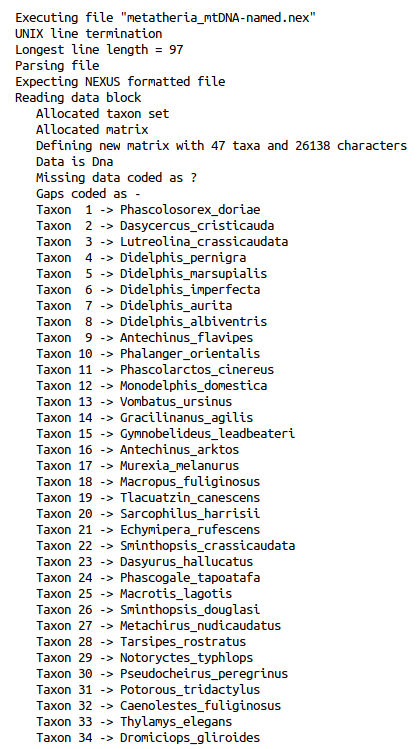 Executing file "metatheria_mtDNA-named.nex"
UNIX line termination
Longest line length = 97
Parsing file
Expecting NEXUS formatted file
Reading data block
Allocated taxon set
Allocated matrix
Defining new matrix with 47 taxa and 26138 characters
Data is Dna
Missing data coded as ?
Gaps coded as -
Taxon 1 -> Phascolosorex_doriae
Taxon 2 -> Dasycercus_cristicauda
Taxon 3 -> Lutreolina_crassicaudata
Taxon 4 -> Didelphis_pernigra
Taxon 5 -> Didelphis_marsupialis
Taxon 6 -> Didelphis_imperfecta
Taxon 7 -> Didelphis_aurita
Taxon 8 -> Didelphis_albiventris
Taxon 9 -> Antechinus_flavipes
Taxon 10 -> Phalanger_orientalis
Taxon 11 -> Phascolarctos_cinereus
Taxon 12 -> Monodelphis_domestica
Taxon 13 -> Vombatus_ursinus
Taxon 14 -> Gracilinanus_agilis
Taxon 15 -> Gymnobelideus_leadbeateri
Taxon 16 -> Antechinus_arktos
Taxon 17 -> Murexia_melanurus
Taxon 18 -> Macropus_fuliginosus
Taxon 19 -> Tlacuatzin_canescens
Taxon 20 -> Sarcophilus_harrisii
Taxon 21 -> Echymipera_rufescens
Taxon 22 -> Sminthopsis_crassicaudata
Taxon 23 -> Dasyurus_hallucatus
Taxon 24 -> Phascogale_tapoatafa
Taxon 25 -> Macrotis_lagotis
Taxon 26 -> Sminthopsis_douglasi
Taxon 27 -> Metachirus_nudicaudatus
Taxon 28 -> Tarsipes_rostratus
Taxon 29 -> Notoryctes_typhlops
Taxon 30 -> Pseudocheirus_peregrinus
Taxon 31 -> Potorous_tridactylus
Taxon 32 -> Caenolestes_fuliginosus
Taxon 33 -> Thylamys_elegans
Taxon 34 -> Dromiciops_gliroides